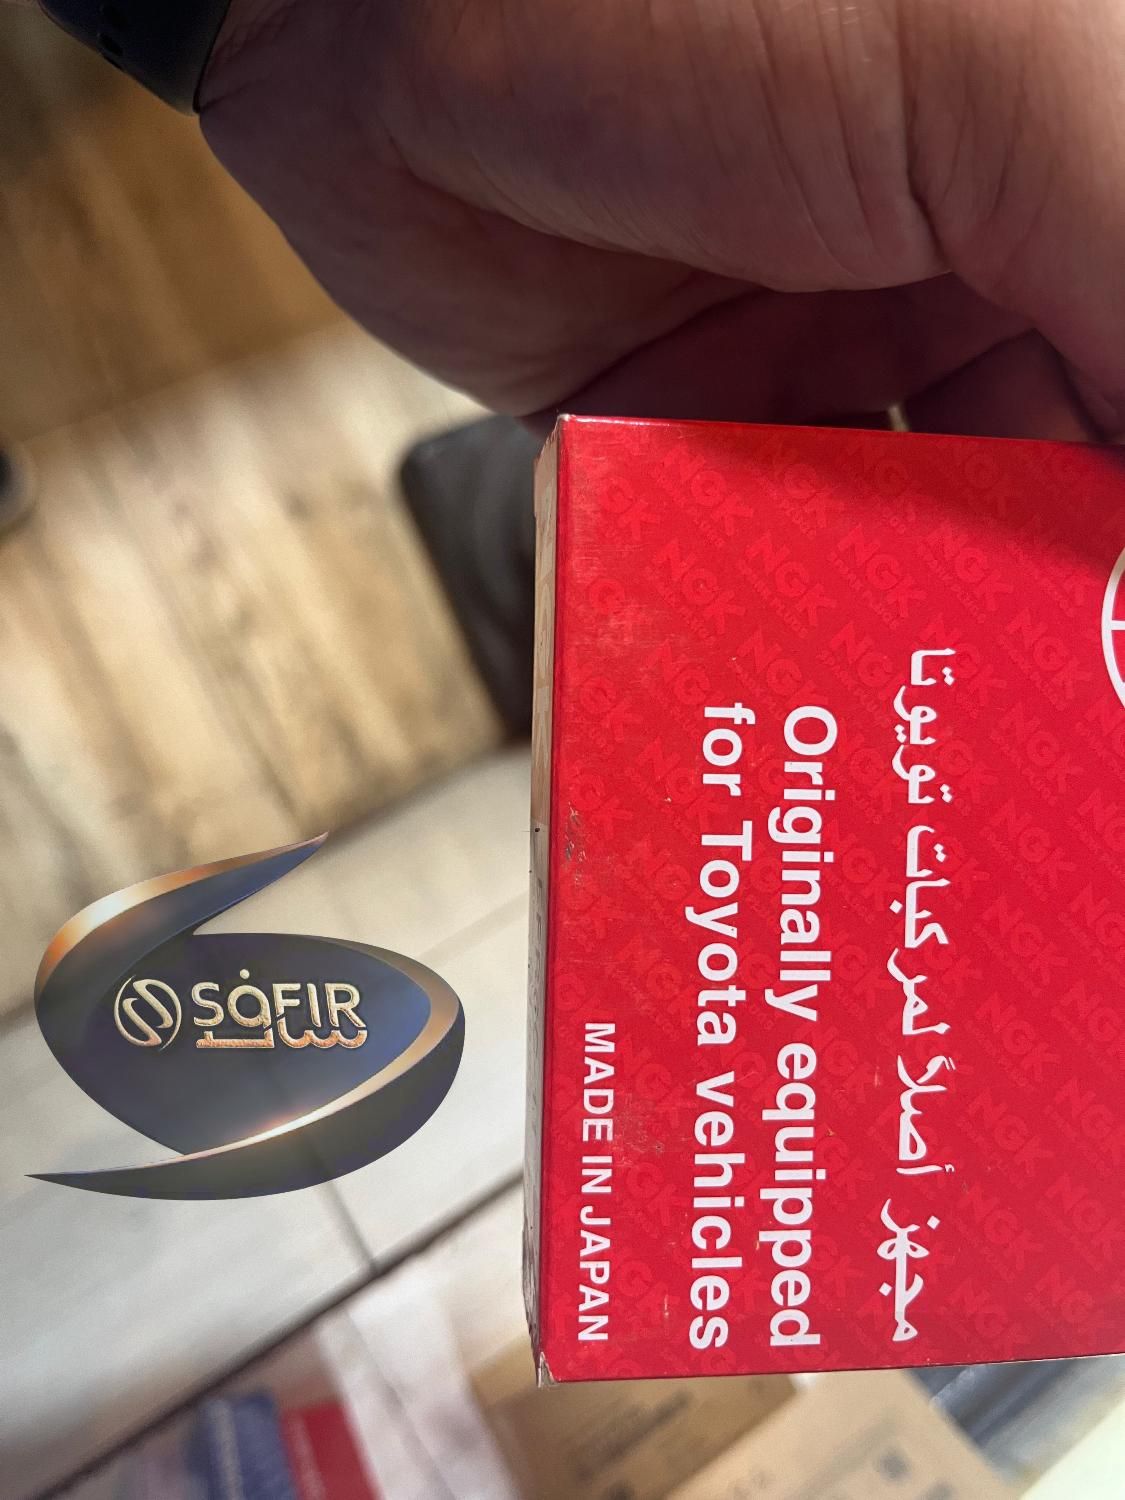 مجهز أصلاً لمركبات تويوتا
Originally equipped
for Toyota vehicles
MADE IN JAPAN
SAFIR
NGK